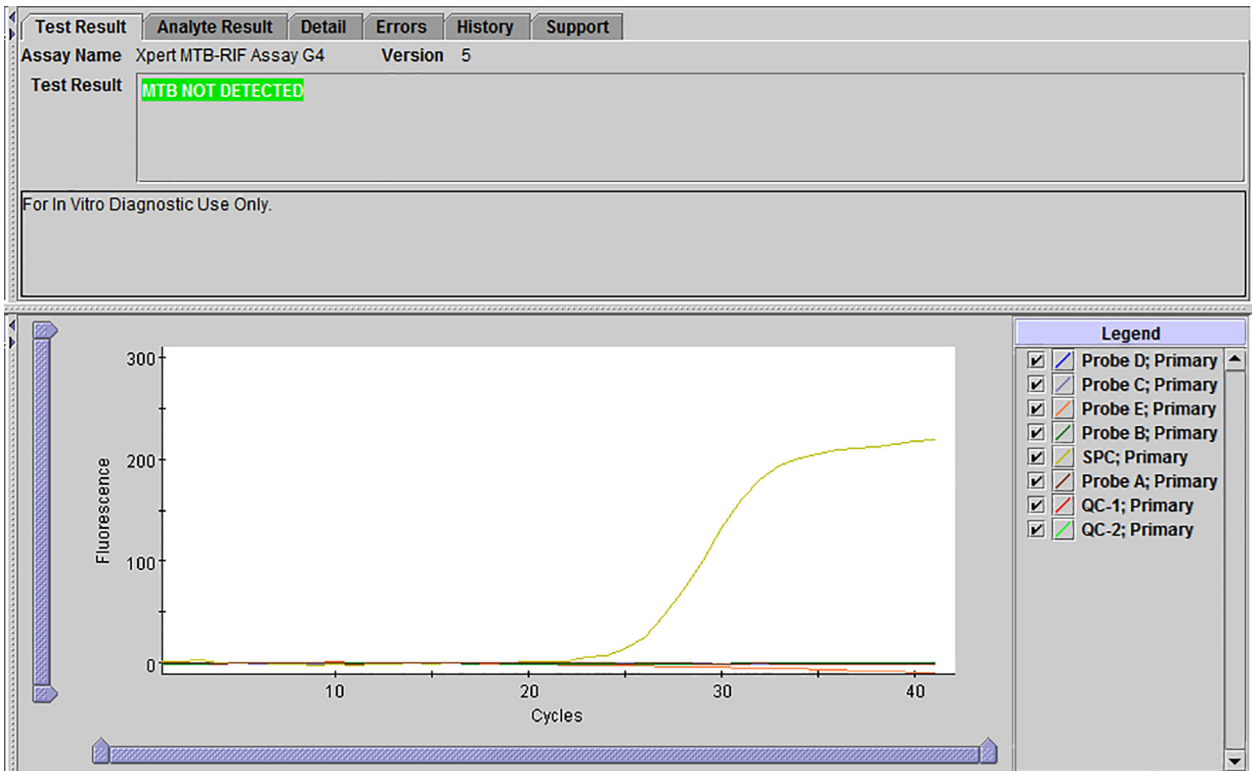 Test Result Analyte Result Detail Errors History Support
Assay Name Xpert MTB-RIF Assay G4 Version 5
Test Result MTB NOT DETECTED
For In Vitro Diagnostic Use Only.
300
200
100
0
Fluorescence
10 20 30 40
Cycles
Legend
Probe D; Primary
Probe C; Primary
Probe E; Primary
Probe B; Primary
SPC; Primary
Probe A; Primary
QC-1; Primary
QC-2; Primary